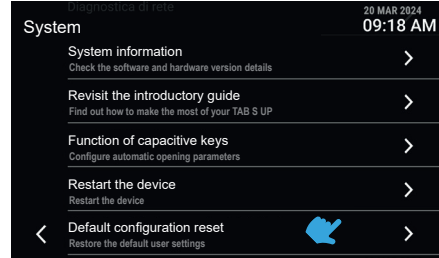 Diagnostica di rete
20 MAR 2024
System
09:18 AM
System information
Check the software and hardware version details
Revisit the introductory guide
Find out how to make the most of your TAB S UP
Function of capacitive keys
Configure automatic opening parameters
Restart the device
Restart the device
Default configuration reset
Restore the default user settings